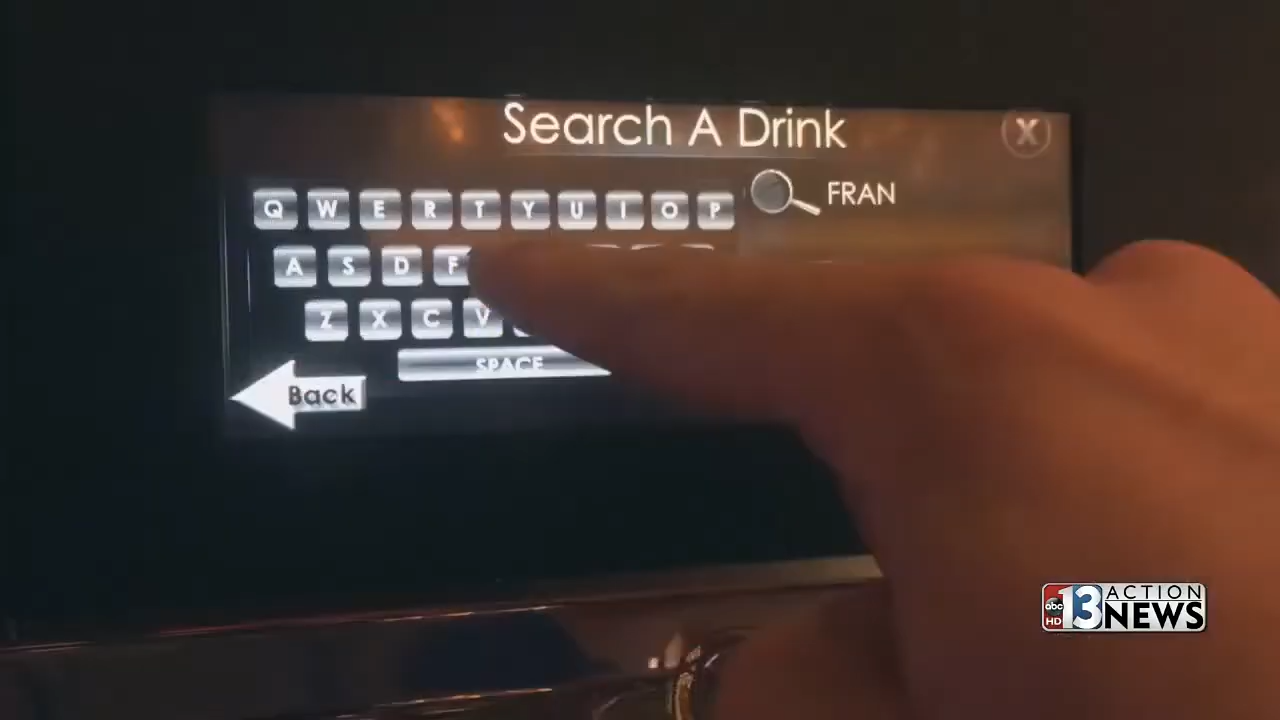 Search A Drink
X
FRAN
Q W E R T Y U I O P
A S D F
Z X C V
SPACE
Back
abc 13 ACTION
HD NEWS